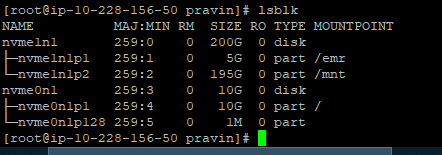 [root@ip-10-228-156-50 pravin]# lsblk
NAME          MAJ:MIN RM  SIZE RO TYPE MOUNTPOINT
nvme1n1       259:0    0  200G  0 disk
├─nvme1n1p1   259:1    0    5G  0 part /emr
└─nvme1n1p2   259:2    0  195G  0 part /mnt
nvme0n1       259:3    0   10G  0 disk
├─nvme0n1p1   259:4    0   10G  0 part /
└─nvme0n1p128 259:5    0    1M  0 part
[root@ip-10-228-156-50 pravin]#